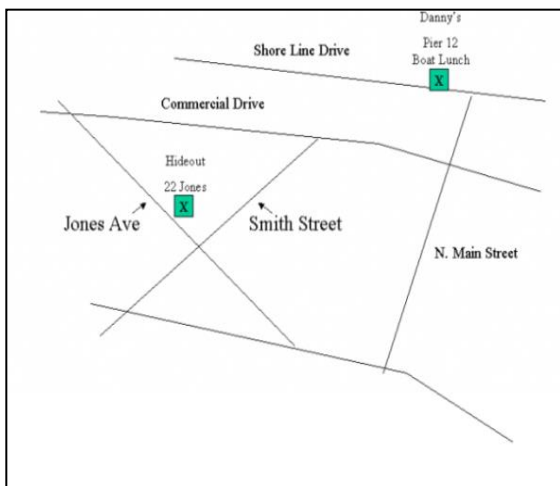 Danny's
Pier 12
Boat Lunch
Shore Line Drive
X
Commercial Drive
Hideout
22 Jones
X
Jones Ave
Smith Street
N. Main Street